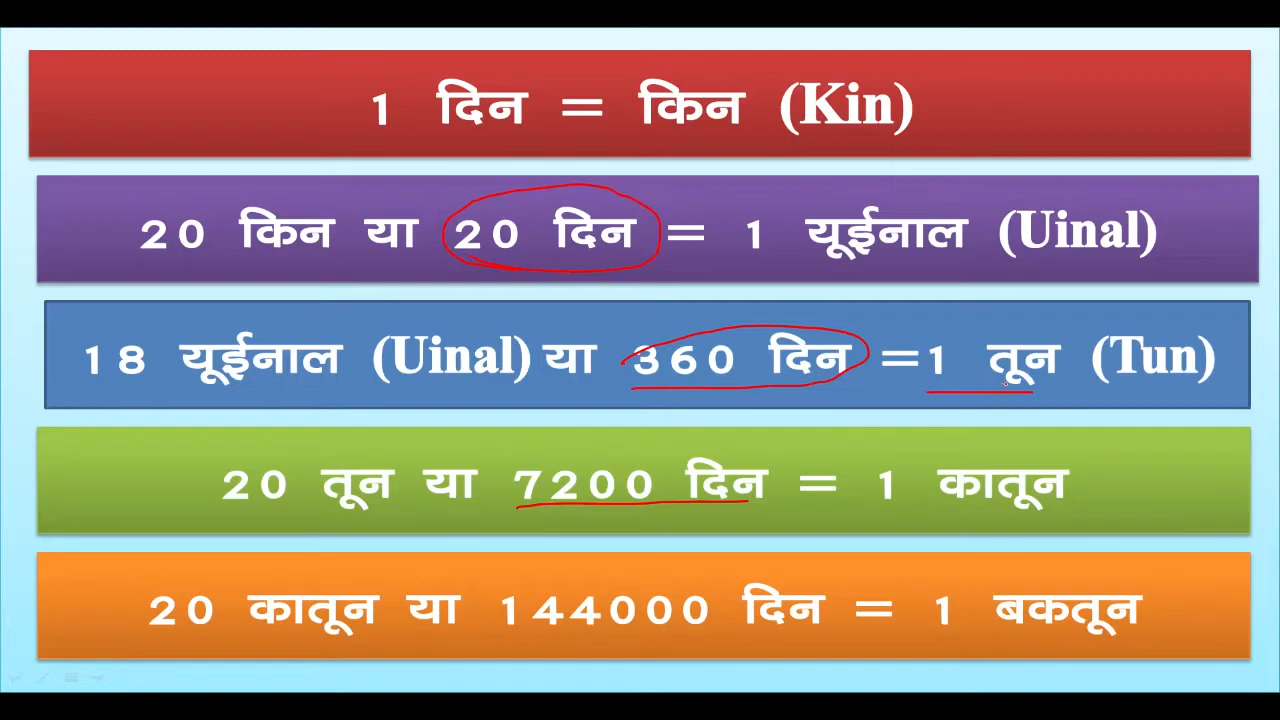 1 दिन = किन (Kin)
20 किन या 20 दिन = 1 यूईनाल (Uinal)
18 यूईनाल (Uinal) या 360 दिन =1 तून (Tun)
20 तून या 7200 दिन = 1 कातून
20 कातून या 144000 दिन = 1 बकतून